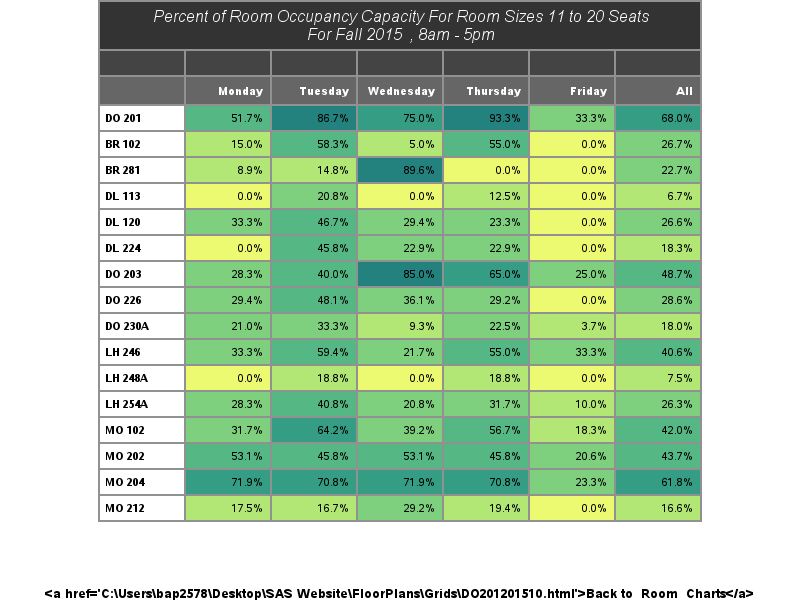 Percent of Room Occupancy Capacity For Room Sizes 11 to 20 Seats
For Fall 2015 , 8am - 5pm
Monday Tuesday Wednesday Thursday Friday All
DO 201 51.7% 86.7% 75.0% 93.3% 33.3% 68.0%
BR 102 15.0% 58.3% 5.0% 55.0% 0.0% 26.7%
BR 281 8.9% 14.8% 89.6% 0.0% 0.0% 22.7%
DL 113 0.0% 20.8% 0.0% 12.5% 0.0% 6.7%
DL 120 33.3% 46.7% 29.4% 23.3% 0.0% 26.6%
DL 224 0.0% 45.8% 22.9% 22.9% 0.0% 18.3%
DO 203 28.3% 40.0% 85.0% 65.0% 25.0% 48.7%
DO 226 29.4% 48.1% 36.1% 29.2% 0.0% 28.6%
DO 230A 21.0% 33.3% 9.3% 22.5% 3.7% 18.0%
LH 246 33.3% 59.4% 21.7% 55.0% 33.3% 40.6%
LH 248A 0.0% 18.8% 0.0% 18.8% 0.0% 7.5%
LH 254A 28.3% 40.8% 20.8% 31.7% 10.0% 26.3%
MO 102 31.7% 64.2% 39.2% 56.7% 18.3% 42.0%
MO 202 53.1% 45.8% 53.1% 45.8% 20.6% 43.7%
MO 204 71.9% 70.8% 71.9% 70.8% 23.3% 61.8%
MO 212 17.5% 16.7% 29.2% 19.4% 0.0% 16.6%
<a href='C:\Users\bap2578\Desktop\SAS Website\FloorPlans\Grids\DO201201510.html'>Back to Room Charts</a>